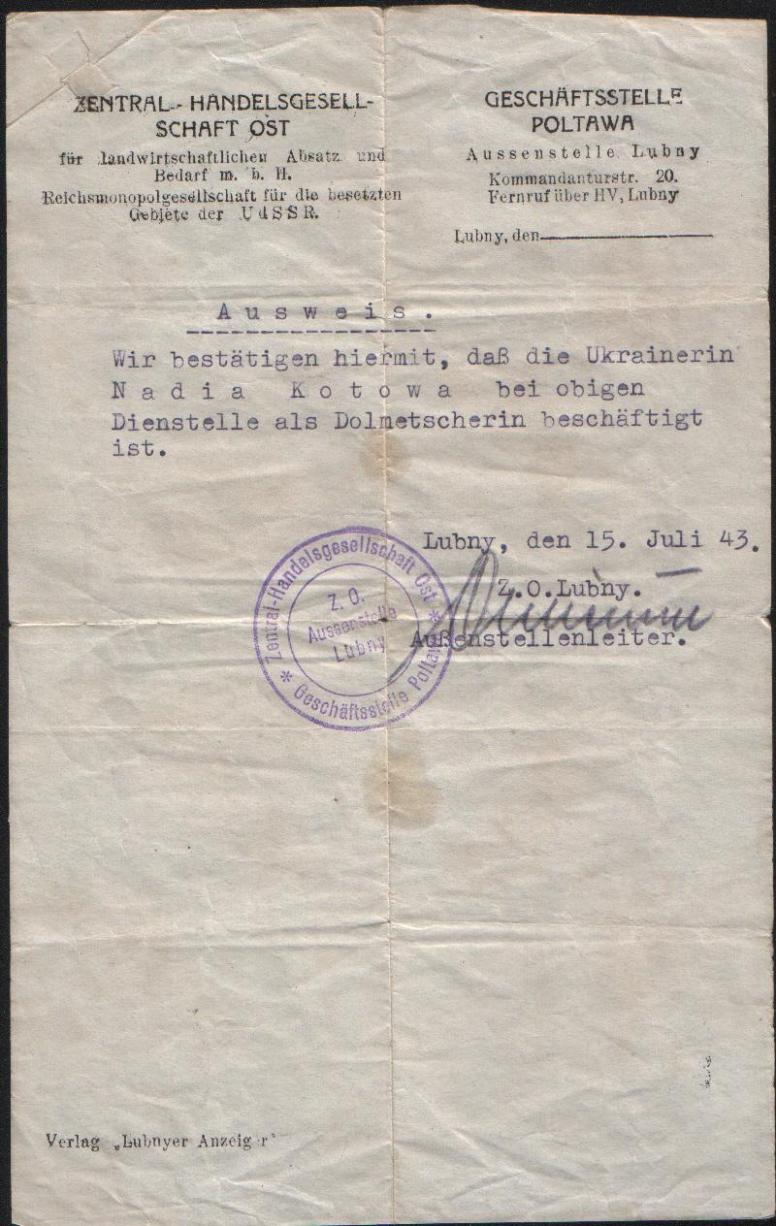 ZENTRAL-HANDELSGESELL-
SCHAFT OST
für landwirtschaftlichen Absatz und
Bedarf m. b. H.
Reichsmonopolgesellschaft für die besetzten
Gebiete der UdSSR.
GESCHÄFTSSTELLE
POLTAWA
Aussenstelle Lubny
Kommandanturstr. 20.
Fernruf über HV, Lubny
Lubny, den
Ausweis.
Wir bestätigen hiermit, daß die Ukrainerin
Nadia Kotowa bei obigen
Dienstelle als Dolmetscherin beschäftigt
ist.
Lubny, den 15. Juli 43.
Z.O.Lubny.
Außenstellenleiter.
Zentral-Handelsgesellschaft Ost
* Geschäftsstelle Poltawa *
Z. O.
Aussenstelle
Lubny
Verlag „Lubnyer Anzeiger"